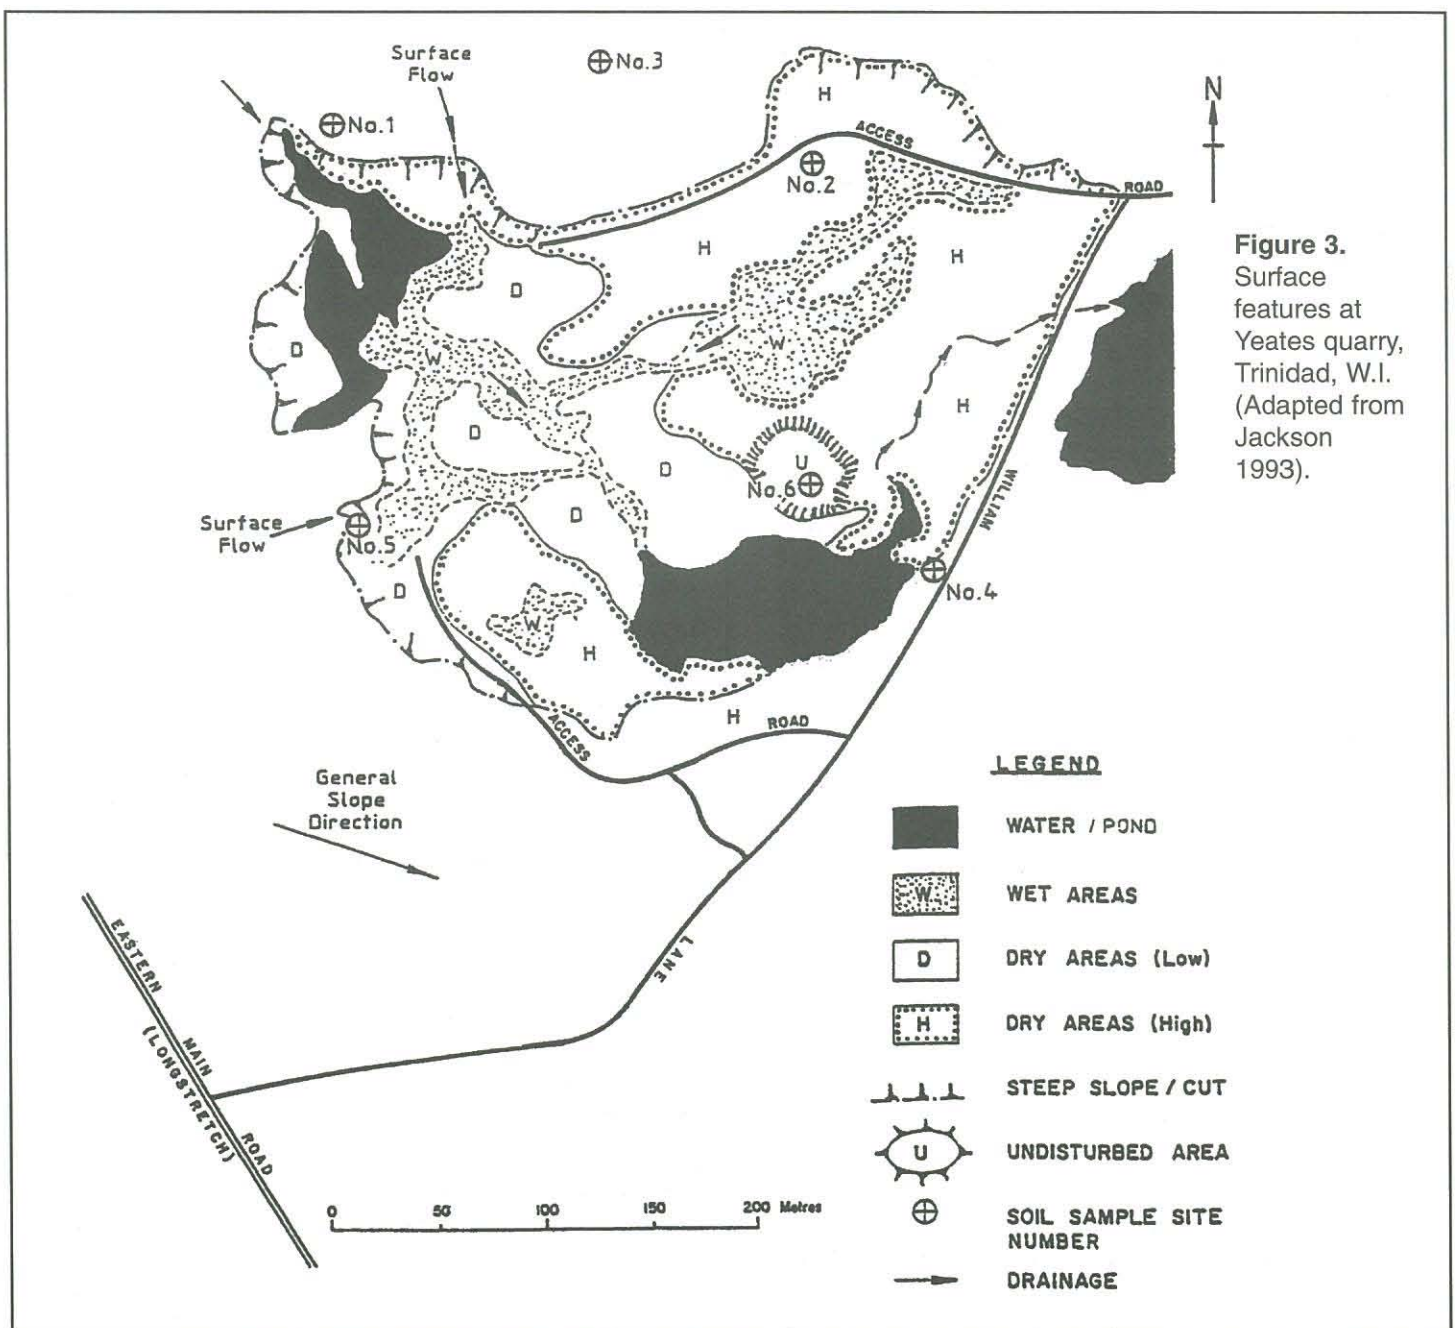 Surface
Flow
No.3
No.1
H
ACCESS
ROAD
No.2
N
H
H
D
Figure 3.
Surface
features at
Yeates quarry,
Trinidad, W.I.
(Adapted from
Jackson
1993).
D
W
W
H
D
D
U
No.6
WILLIAM
Surface
Flow
No.5
D
D
No.4
W
H
H
ACCESS
ROAD
General
Slope
Direction
LANE
EASTERN MAIN ROAD
(LONGSTRETCH)
LEGEND
WATER / POND
W WET AREAS
D DRY AREAS (Low)
H DRY AREAS (High)
STEEP SLOPE / CUT
U UNDISTURBED AREA
SOIL SAMPLE SITE
NUMBER
DRAINAGE
0 50 100 150 200 Metres